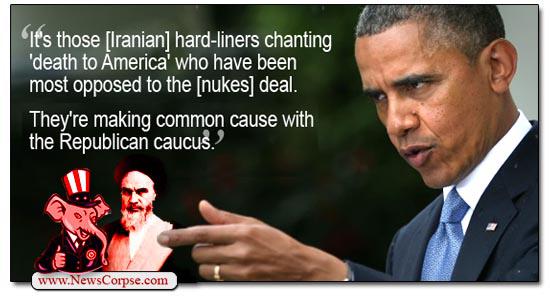 “It's those [Iranian] hard-liners chanting
'death to America' who have been
most opposed to the [nukes] deal.
They're making common cause with
the Republican caucus.”
www.NewsCorpse.com